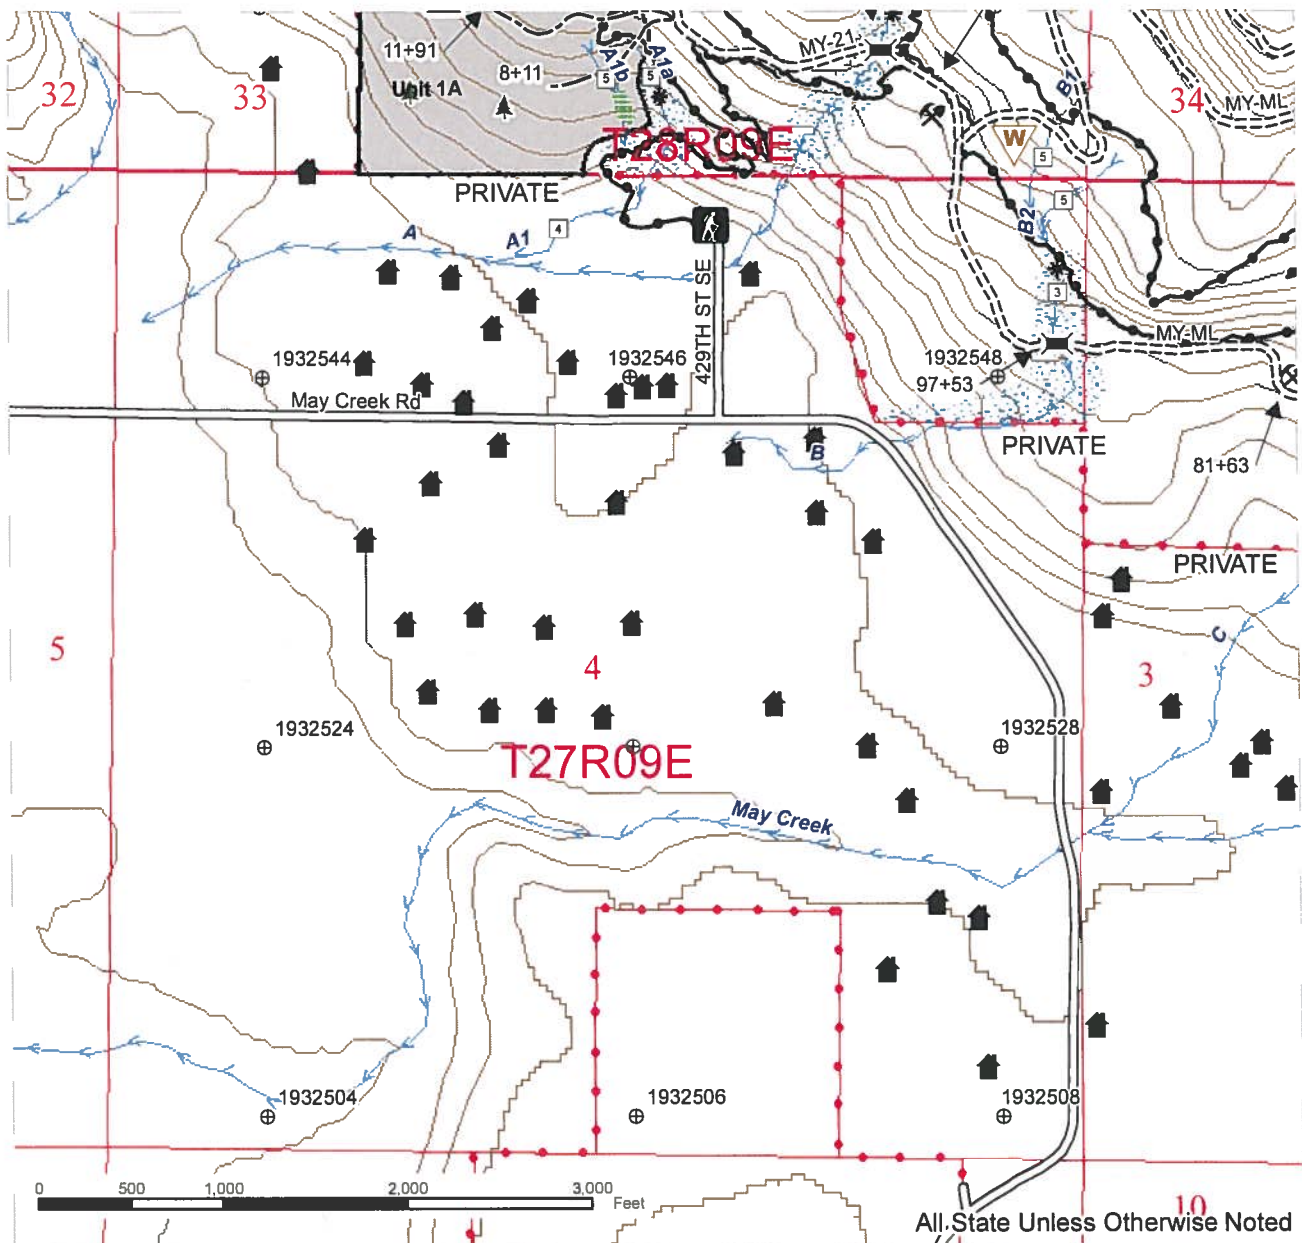 11+91
8+11
Unit 1A
A1b
A1a
5
5
MY-21
B1
32
33
34
MY-ML
W
5
T28R09E
PRIVATE
5
B2
A
A1
4
429TH ST SE
3
MY-ML
1932544
1932546
1932548
97+53
May Creek Rd
PRIVATE
B
81+63
PRIVATE
C
5
4
3
1932524
1932528
T27R09E
May Creek
1932504
1932506
1932508
0 500 1,000 2,000 3,000
Feet
10
All State Unless Otherwise Noted